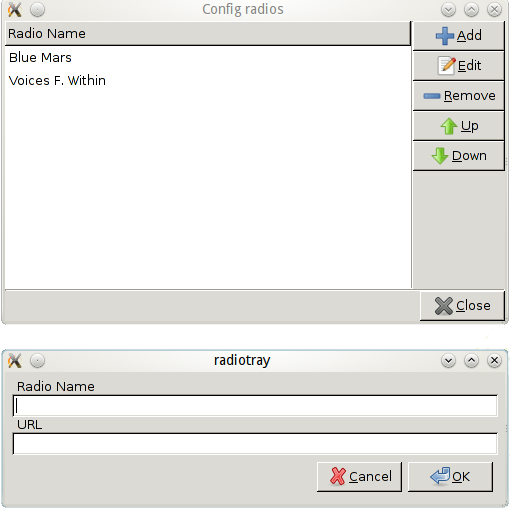 Config radios
Radio Name
Blue Mars
Voices F. Within
Add
Edit
Remove
Up
Down
Close
radiotray
Radio Name
URL
Cancel
OK